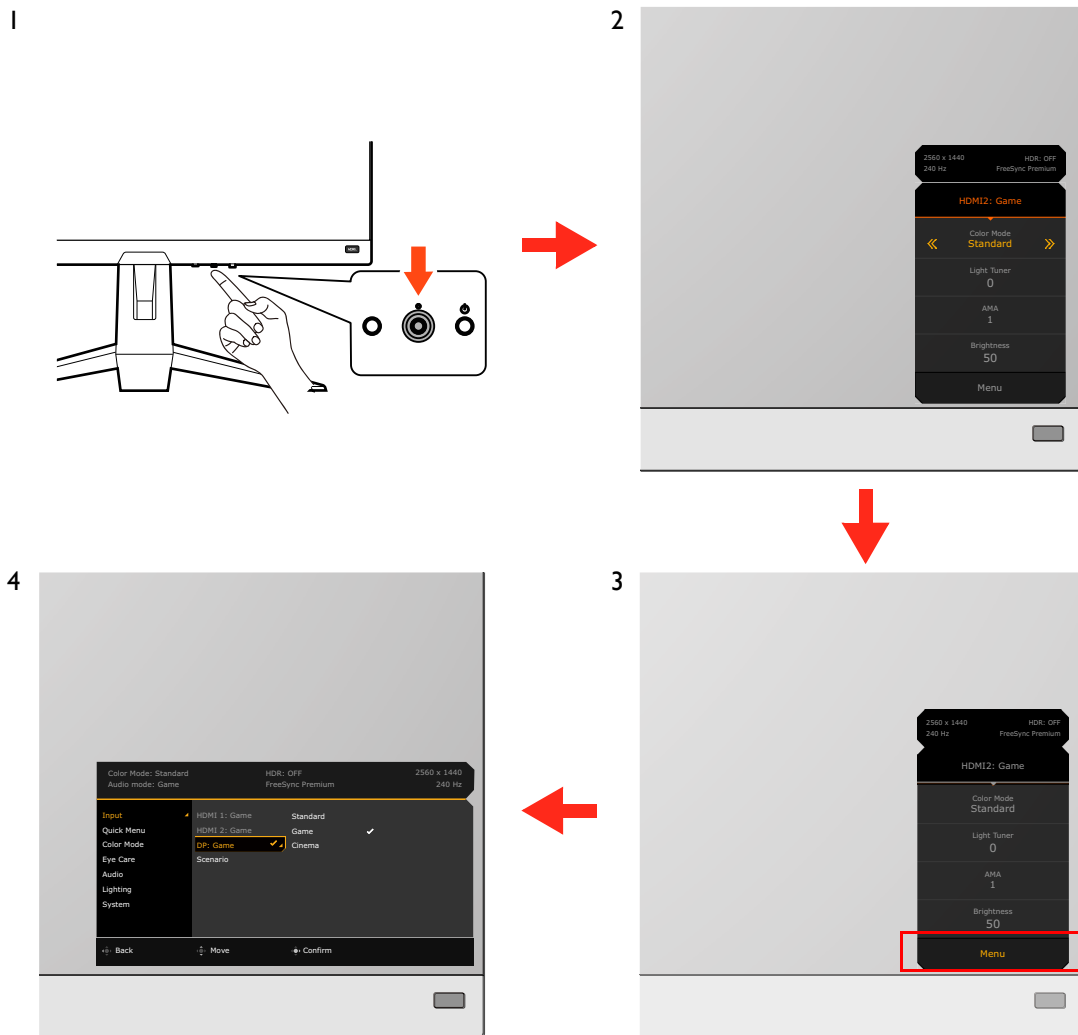 1
2
2560 x 1440 HDR: OFF
240 Hz FreeSync Premium
HDMI2: Game
Color Mode
Standard
Light Tuner
0
AMA
1
Brightness
50
Menu
4
Color Mode: Standard HDR: OFF 2560 x 1440
Audio mode: Game FreeSync Premium 240 Hz
Input HDMI 1: Game Standard
Quick Menu HDMI 2: Game Game
Color Mode DP: Game Cinema
Eye Care Scenario
Audio
Lighting
System
Back Move Confirm
3
2560 x 1440 HDR: OFF
240 Hz FreeSync Premium
HDMI2: Game
Color Mode
Standard
Light Tuner
0
AMA
1
Brightness
50
Menu